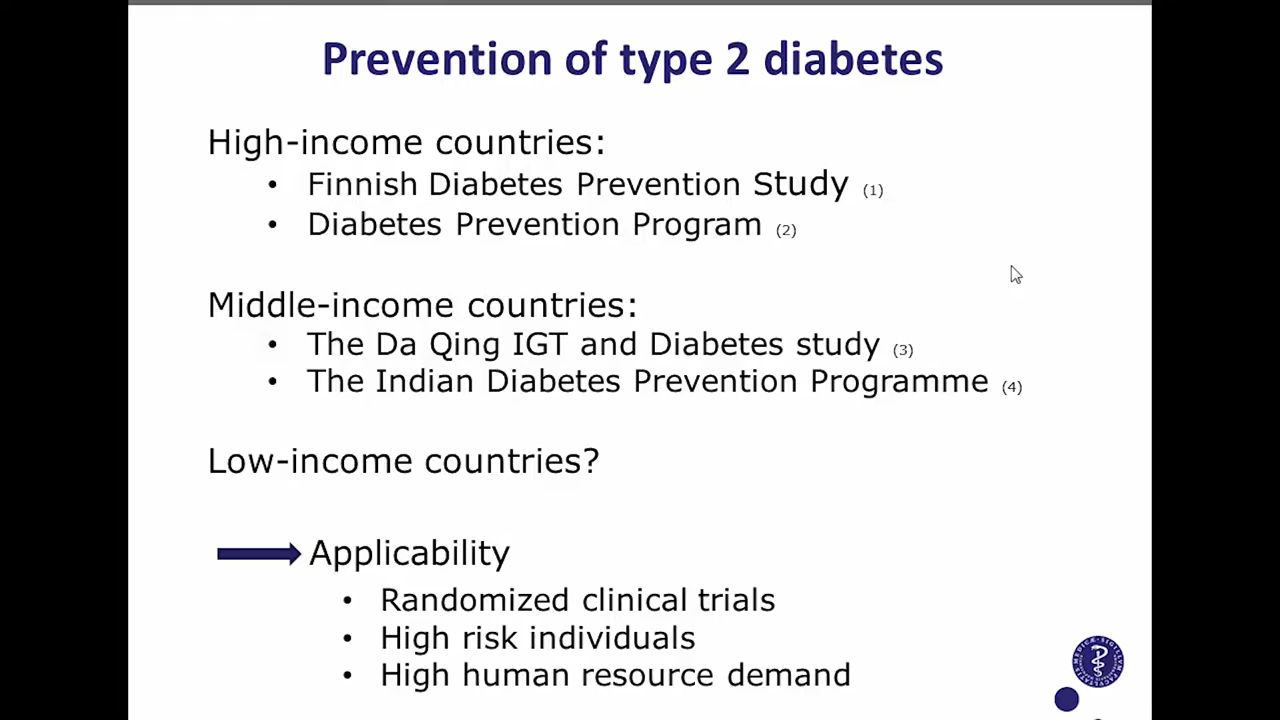 Prevention of type 2 diabetes
High-income countries:
• Finnish Diabetes Prevention Study (1)
• Diabetes Prevention Program (2)
Middle-income countries:
• The Da Qing IGT and Diabetes study (3)
• The Indian Diabetes Prevention Programme (4)
Low-income countries?
Applicability
• Randomized clinical trials
• High risk individuals
• High human resource demand